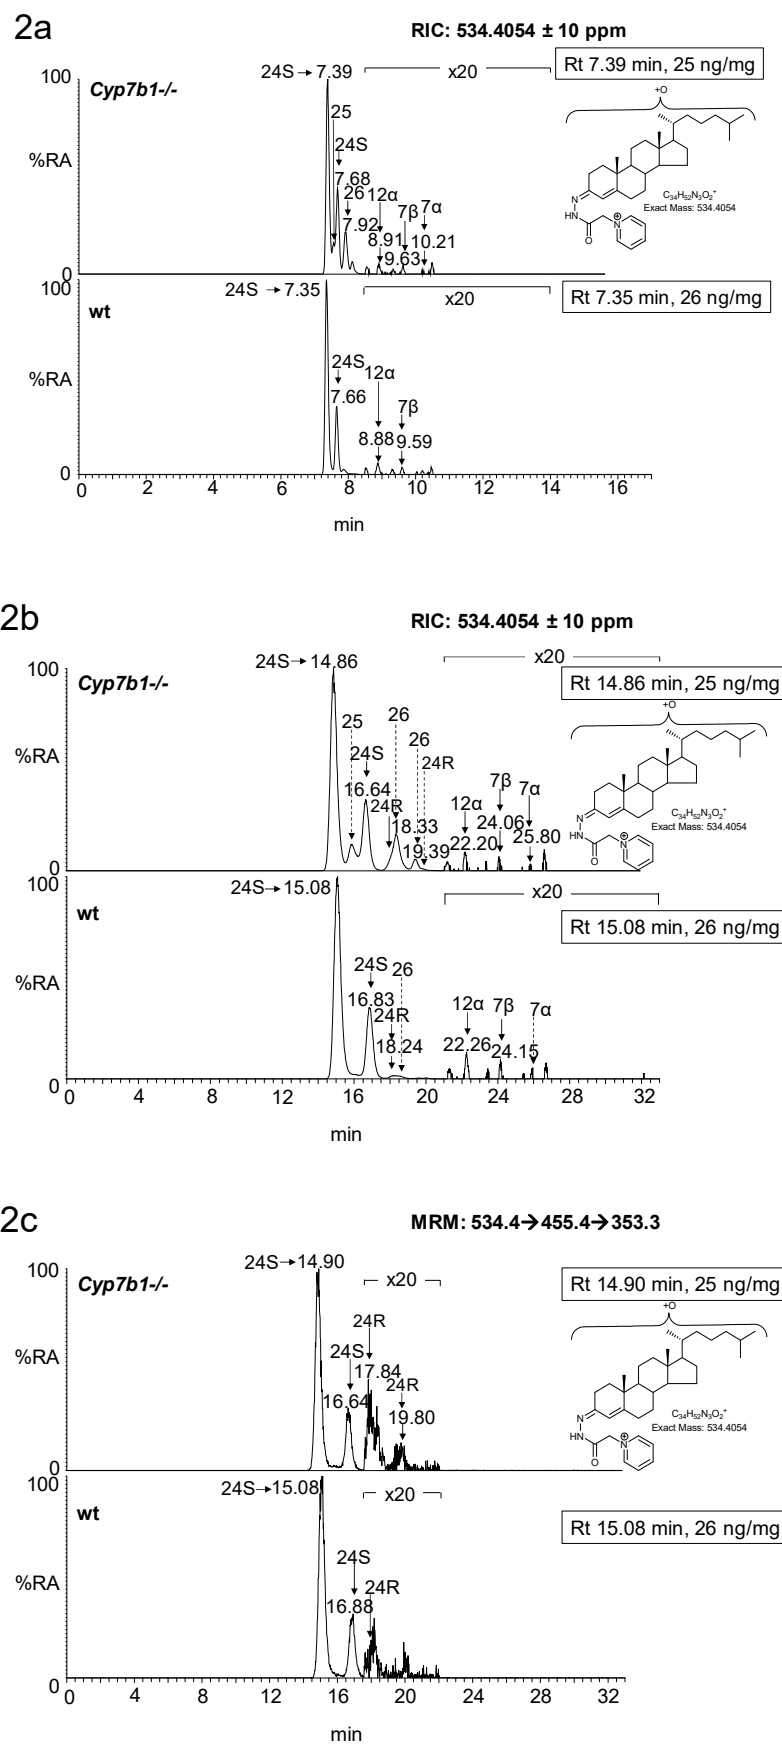 2a
RIC: 534.4054 ± 10 ppm
Rt 7.39 min, 25 ng/mg
100
24S → 7.39
x20
Cyp7b1-/-
25
+O
24S
%RA
7.68
26
12α
7β
7α
7.92
8.91
10.21
9.63
C34H52N3O2+
Exact Mass: 534.4054
N
HN
O
N+
0
100
24S → 7.35
x20
Rt 7.35 min, 26 ng/mg
wt
24S
12α
%RA
7.66
7β
8.88
9.59
0
0 2 4 6 8 10 12 14 16
min
2b
RIC: 534.4054 ± 10 ppm
100
24S → 14.86
x20
Cyp7b1-/-
Rt 14.86 min, 25 ng/mg
+O
25
26
26
%RA
24S
24R
16.64
7β
7α
24R
12α
18.33
24.06
25.80
19.39
22.20
C34H52N3O2+
Exact Mass: 534.4054
N
HN
O
N+
0
100
24S → 15.08
x20
wt
Rt 15.08 min, 26 ng/mg
24S
26
%RA
16.83
24R
12α
7β
7α
18.24
22.26
24.15
0
0 4 8 12 16 20 24 28 32
min
2c
MRM: 534.4→455.4→353.3
100
24S → 14.90
x20
Cyp7b1-/-
Rt 14.90 min, 25 ng/mg
+O
24R
24S
%RA
17.84
24R
16.64
19.80
C34H52N3O2+
Exact Mass: 534.4054
N
HN
O
N+
0
100
24S → 15.08
x20
wt
Rt 15.08 min, 26 ng/mg
24S
%RA
24R
16.88
0
0 4 8 12 16 20 24 28 32
min